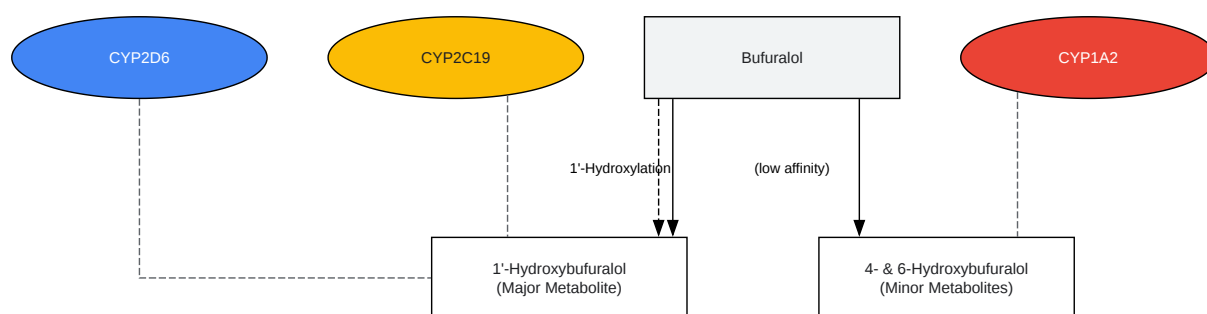 CYP2D6
CYP2C19
Bufuralol
CYP1A2
1'-Hydroxylation
(low affinity)
1'-Hydroxybufuralol
(Major Metabolite)
4- & 6-Hydroxybufuralol
(Minor Metabolites)